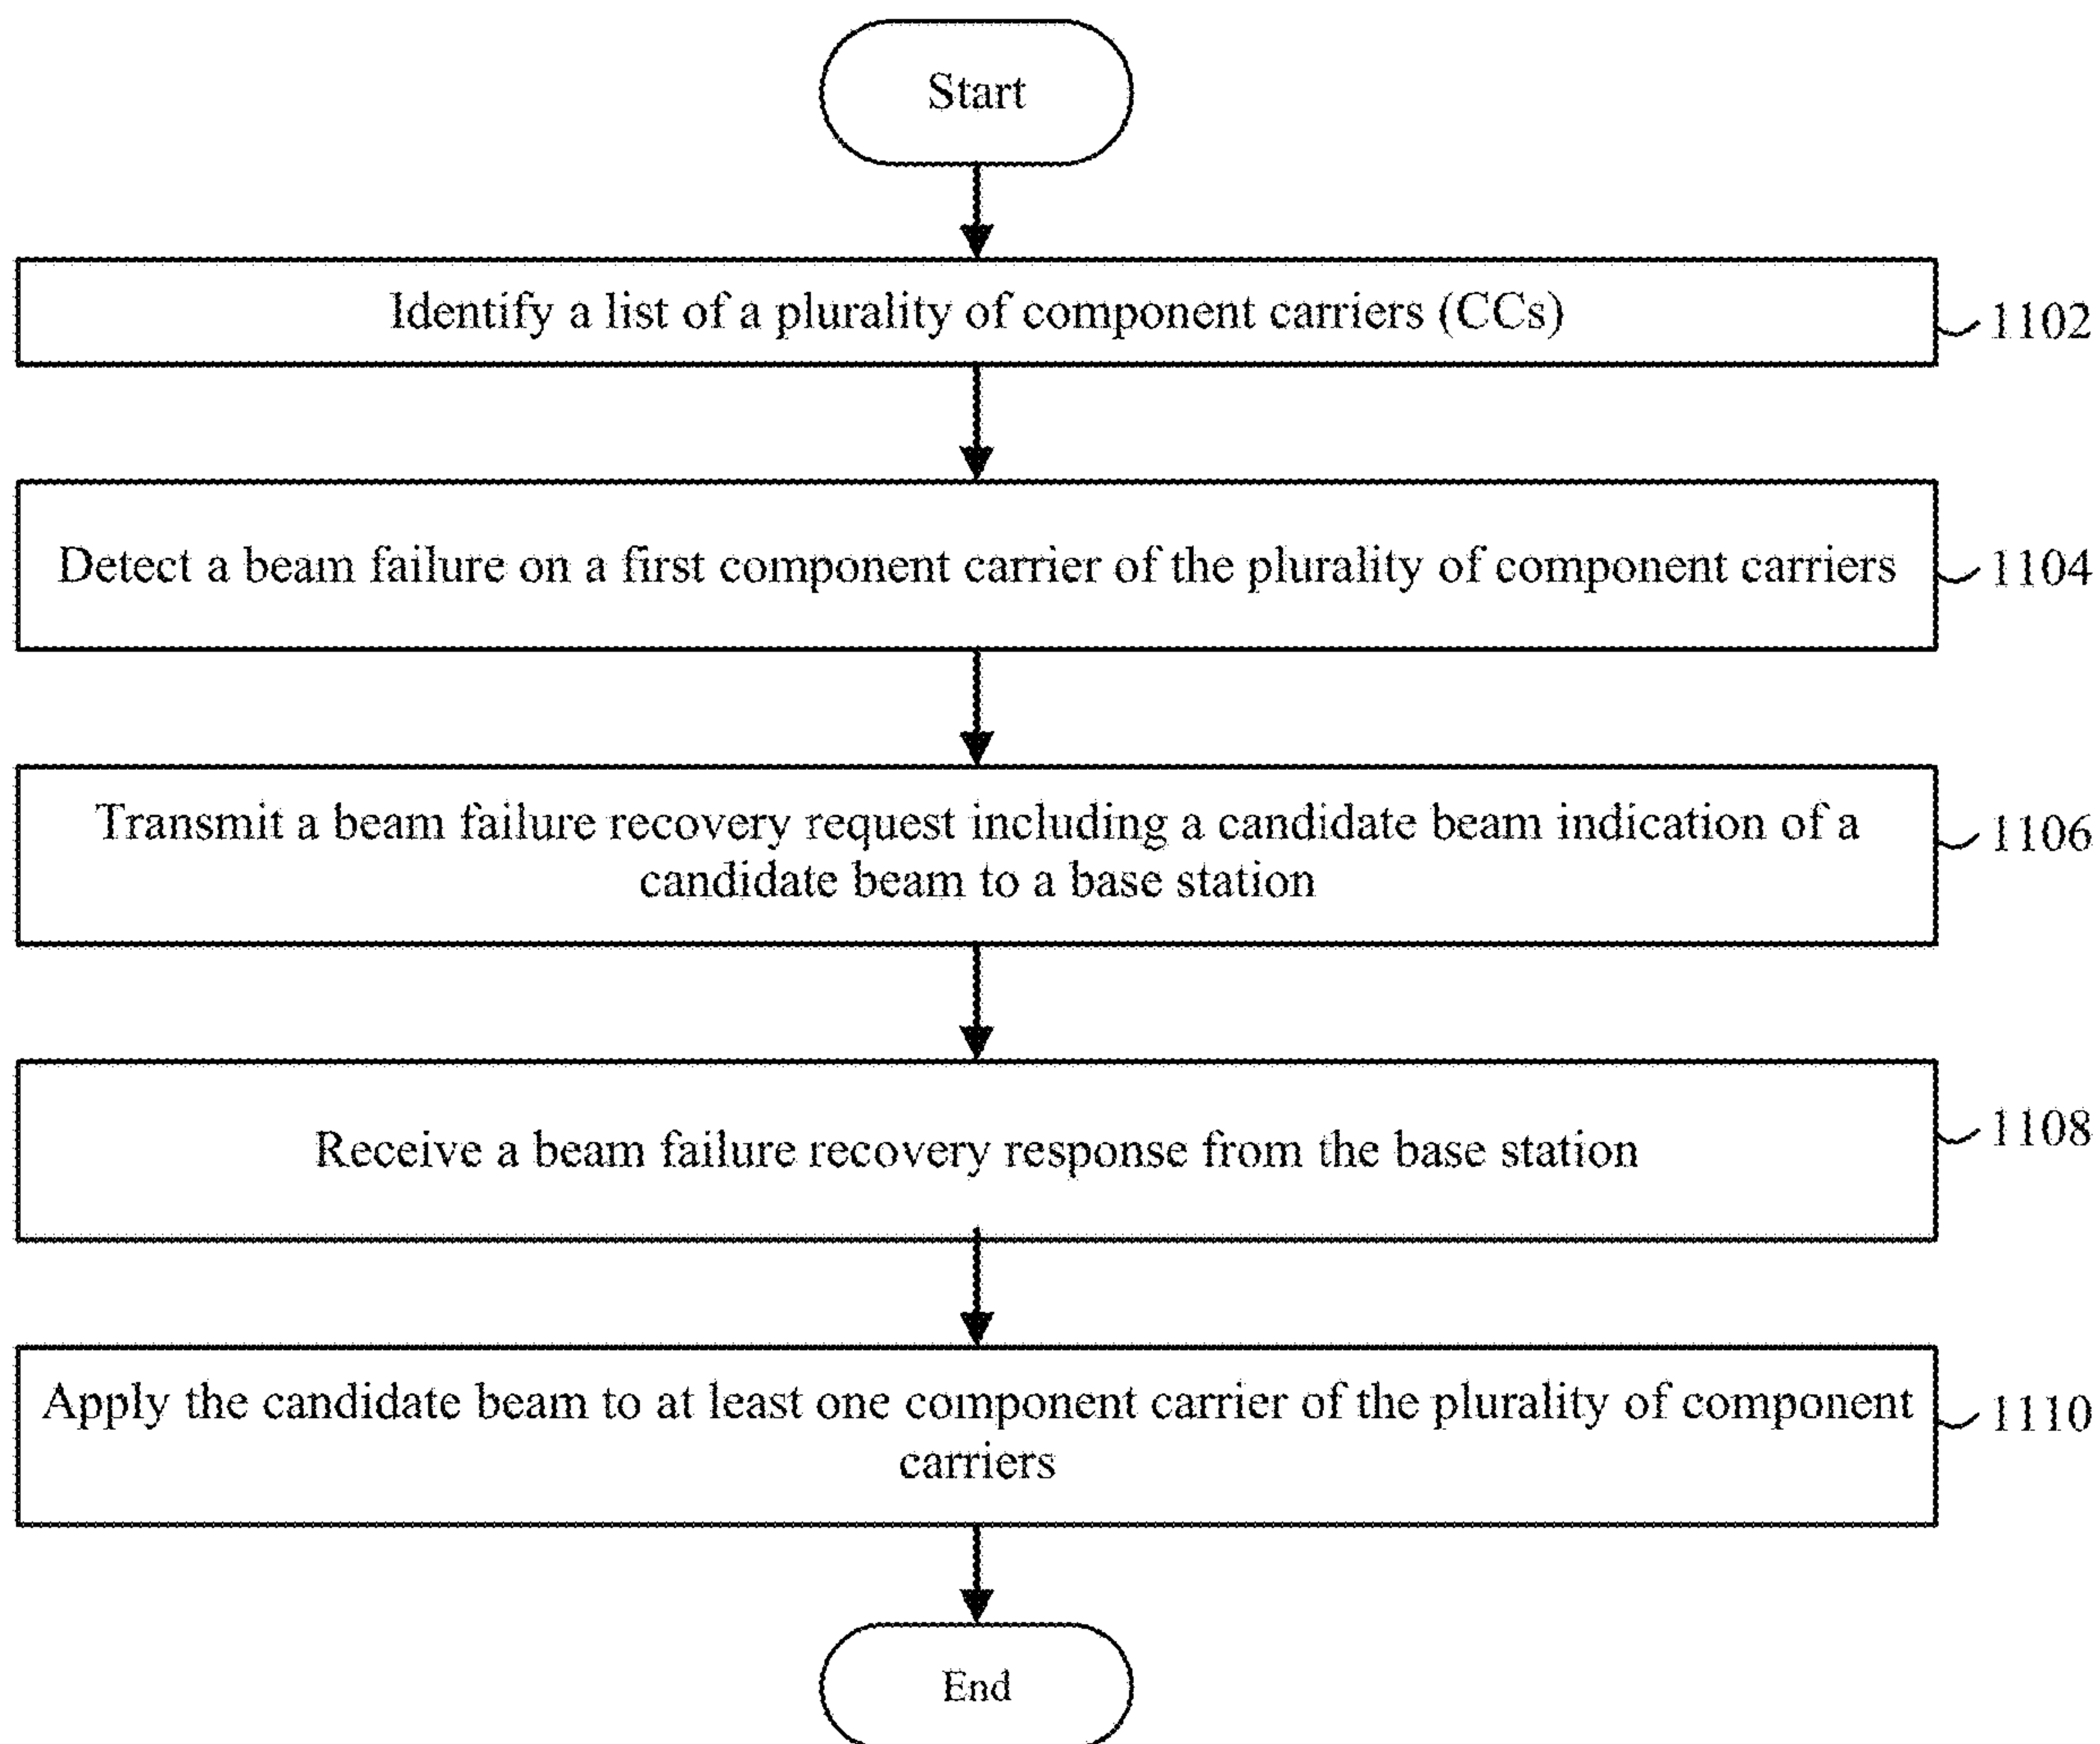 Start
Identify a list of a plurality of component carriers (CCs)
1102
Detect a beam failure on a first component carrier of the plurality of component carriers
1104
Transmit a beam failure recovery request including a candidate beam indication of a
candidate beam to a base station
1106
Receive a beam failure recovery response from the base station
1108
Apply the candidate beam to at least one component carrier of the plurality of component
carriers
1110
End